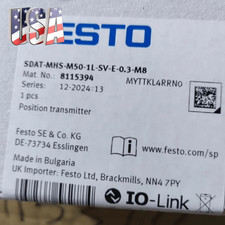 USA
FESTO
SDAT-MHS-M50-1L-SV-E-0.3-M8
Mat. No.: 8115394
MYTTKL4RRN0
Series: 12-2024:13
1 pcs
Position transmitter
Festo SE & Co. KG
DE-73734 Esslingen
www.festo.com/sp
Made in Bulgaria
UK Importer: Festo Ltd, Brackmills, NN4 7PY
IO-Link